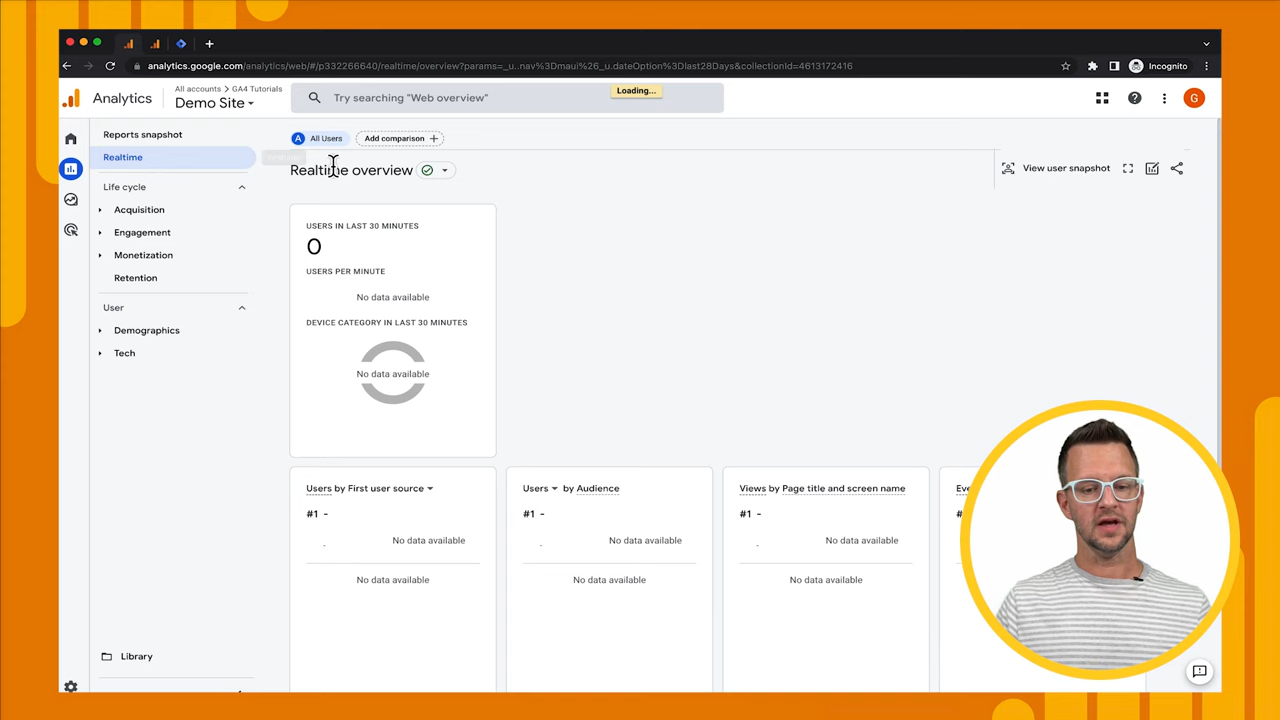 analytics.google.com/analytics/web/#/p332266640/realtime/overview?params=_u..nav%3Dmaui%26_u.dateOption%3Dlast28Days&collectionId=4613172416
Incognito
Analytics
All accounts > GA4 Tutorials
Demo Site
Try searching "Web overview"
Loading...
G
Reports snapshot
Realtime
Life cycle
Acquisition
Engagement
Monetization
Retention
User
Demographics
Tech
Library
A All Users
Add comparison +
Realtime overview
View user snapshot
USERS IN LAST 30 MINUTES
0
USERS PER MINUTE
No data available
DEVICE CATEGORY IN LAST 30 MINUTES
No data available
Users by First user source
#1 -
- No data available
No data available
Users by Audience
#1 -
- No data available
No data available
Views by Page title and screen name
#1 -
- No data available
No data available
Eve
#